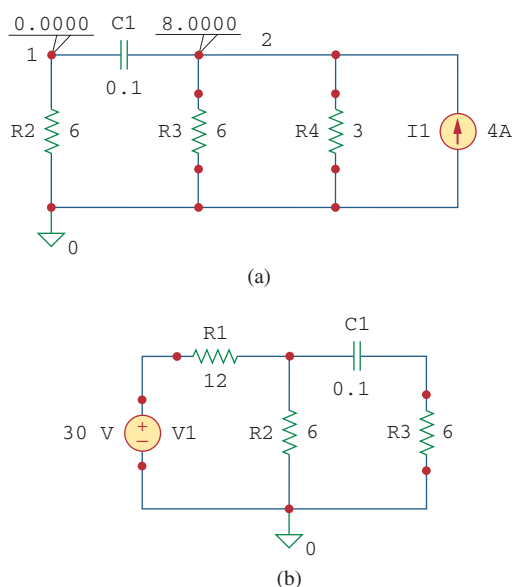 0.0000 C1 8.0000
1 2
0.1
R2 6 R3 6 R4 3 I1 4A
0
(a)
R1 C1
12 0.1
30 V V1 R2 6 R3 6
0
(b)